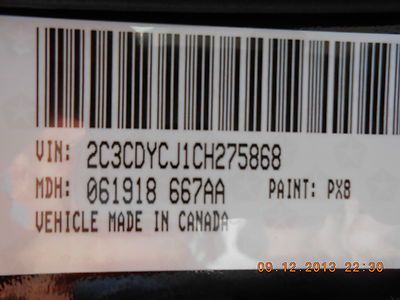 VIN: 2C3CDYCJ1CH275868
MDH: 061918 667AA PAINT: PX8
VEHICLE MADE IN CANADA
09.12.2013 22:30